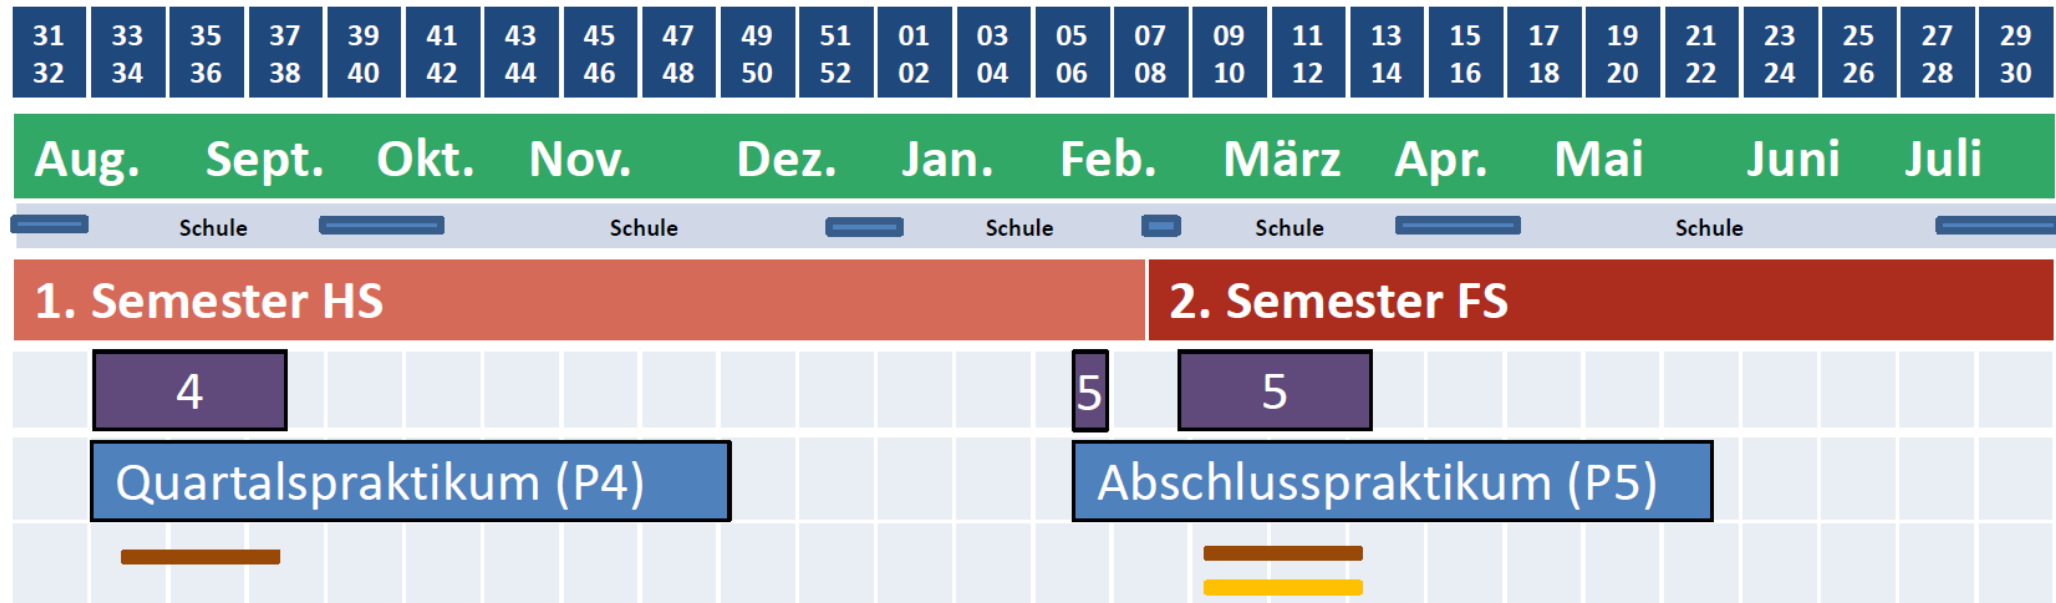 31 33 35 37 39 41 43 45 47 49 51 01 03 05 07 09 11 13 15 17 19 21 23 25 27 29
32 34 36 38 40 42 44 46 48 50 52 02 04 06 08 10 12 14 16 18 20 22 24 26 28 30
Aug. Sept. Okt. Nov. Dez. Jan. Feb. März Apr. Mai Juni Juli
Schule Schule Schule Schule Schule
1. Semester HS 2. Semester FS
4 5 5
Quartalspraktikum (P4) Abschlusspraktikum (P5)